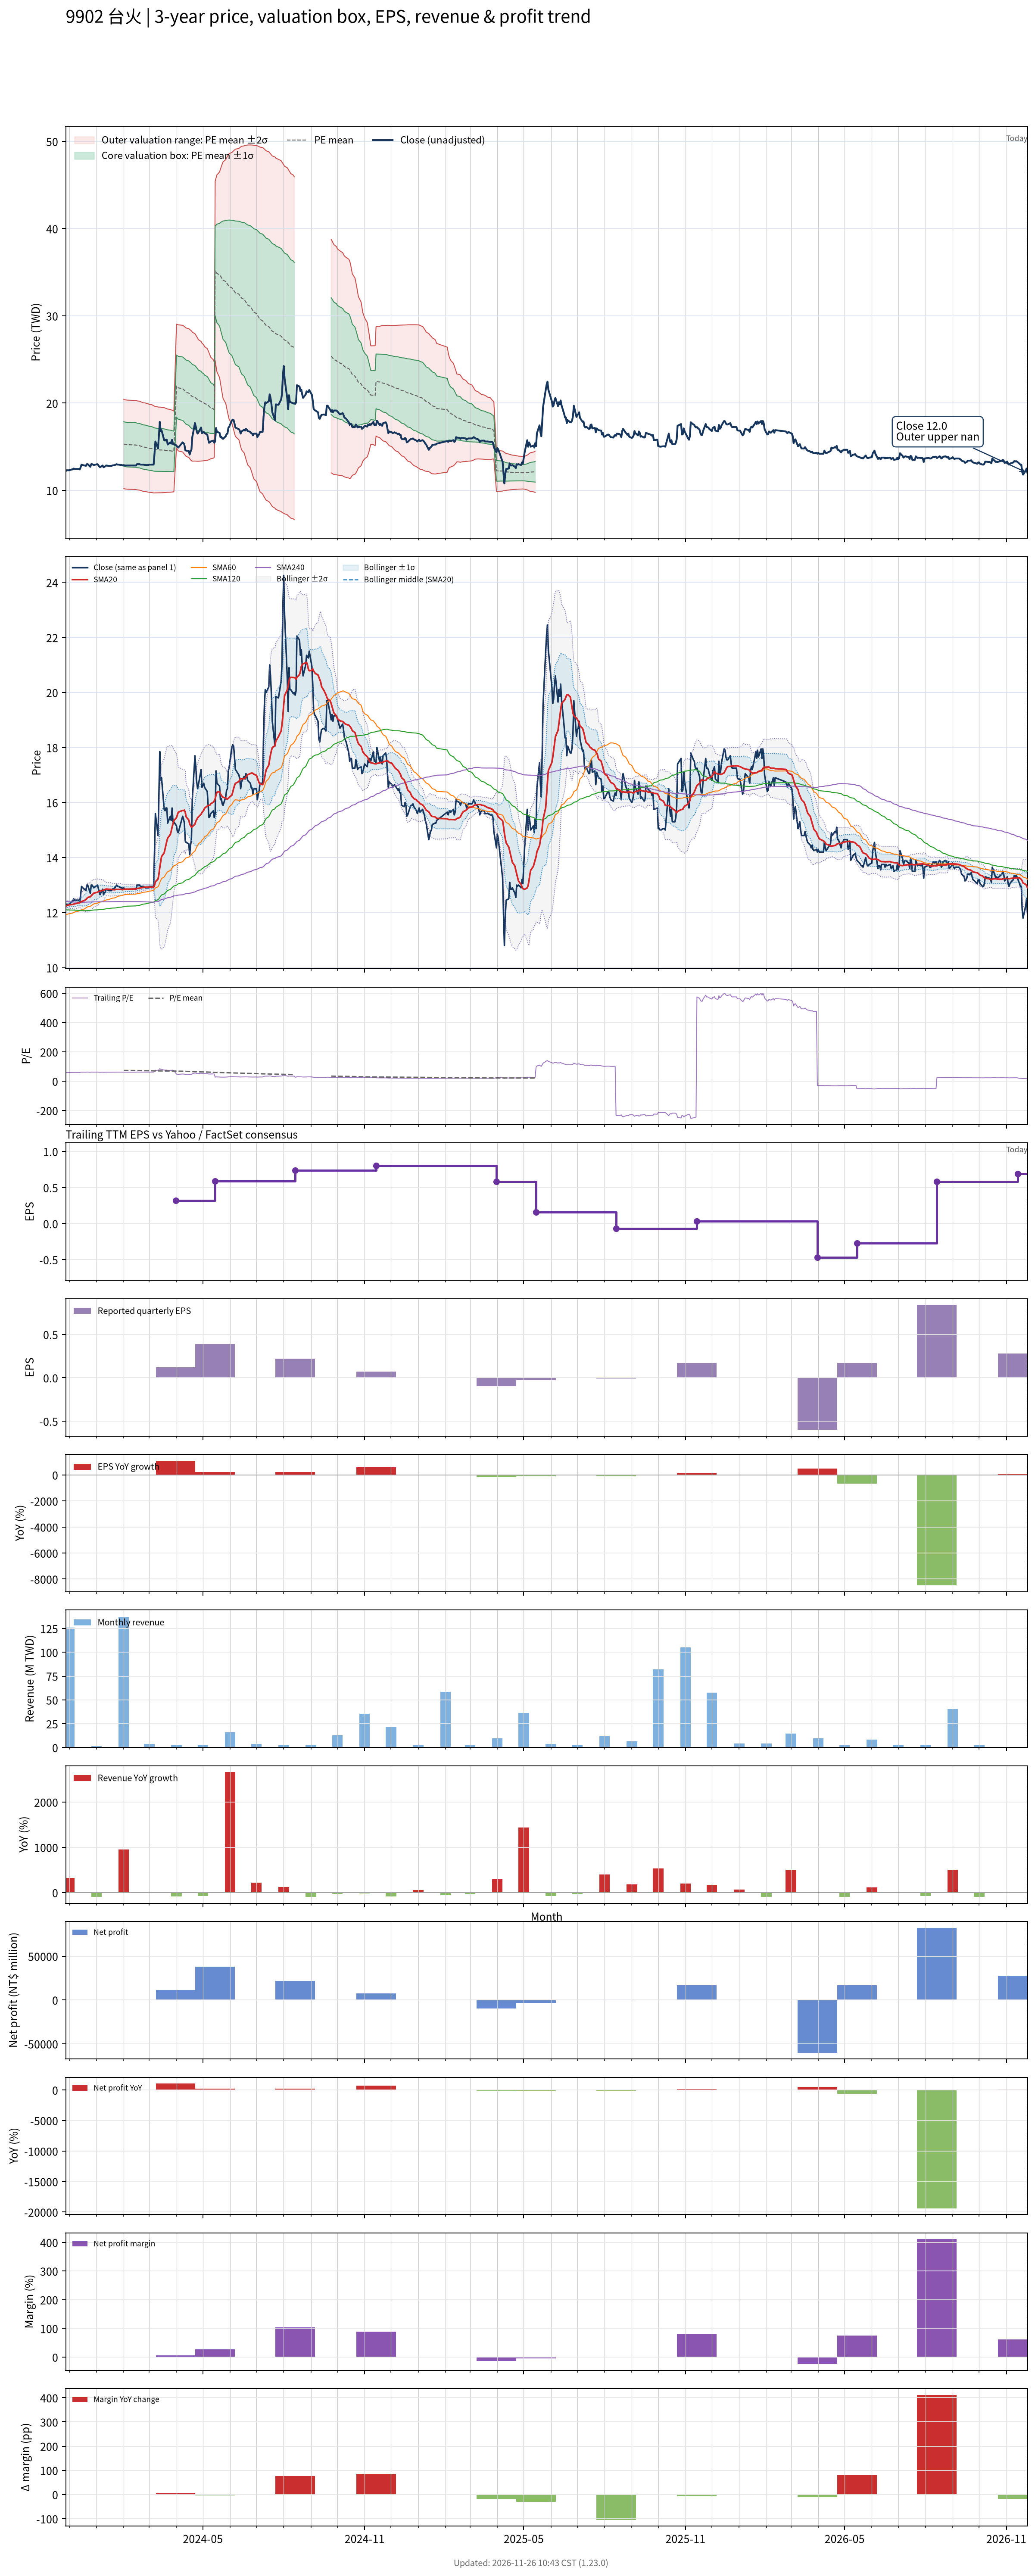 9902 台火 | 3-year price, valuation box, EPS, revenue & profit trend
Outer valuation range: PE mean ±2σ
Core valuation box: PE mean ±1σ
PE mean
Close (unadjusted)
Today
50
40
30
20
10
Price (TWD)
Close 12.0
Outer upper nan
Close (same as panel 1)
SMA20
SMA60
SMA120
SMA240
Bollinger ±2σ
Bollinger ±1σ
Bollinger middle (SMA20)
24
22
20
18
16
14
12
10
Price
Trailing P/E
P/E mean
600
400
200
0
-200
P/E
Trailing TTM EPS vs Yahoo / FactSet consensus
Today
1.0
0.5
0.0
-0.5
EPS
Reported quarterly EPS
0.5
0.0
-0.5
EPS
EPS YoY growth
0
-2000
-4000
-6000
-8000
YoY (%)
Monthly revenue
125
100
75
50
25
0
Revenue (M TWD)
Revenue YoY growth
2000
1000
0
YoY (%)
Month
Net profit
50000
0
-50000
Net profit (NT$ million)
Net profit YoY
0
-5000
-10000
-15000
-20000
YoY (%)
Net profit margin
400
300
200
100
0
Margin (%)
Margin YoY change
400
300
200
100
0
-100
Δ margin (pp)
2024-05
2024-11
2025-05
2025-11
2026-05
2026-11
Updated: 2026-11-26 10:43 CST (1.23.0)